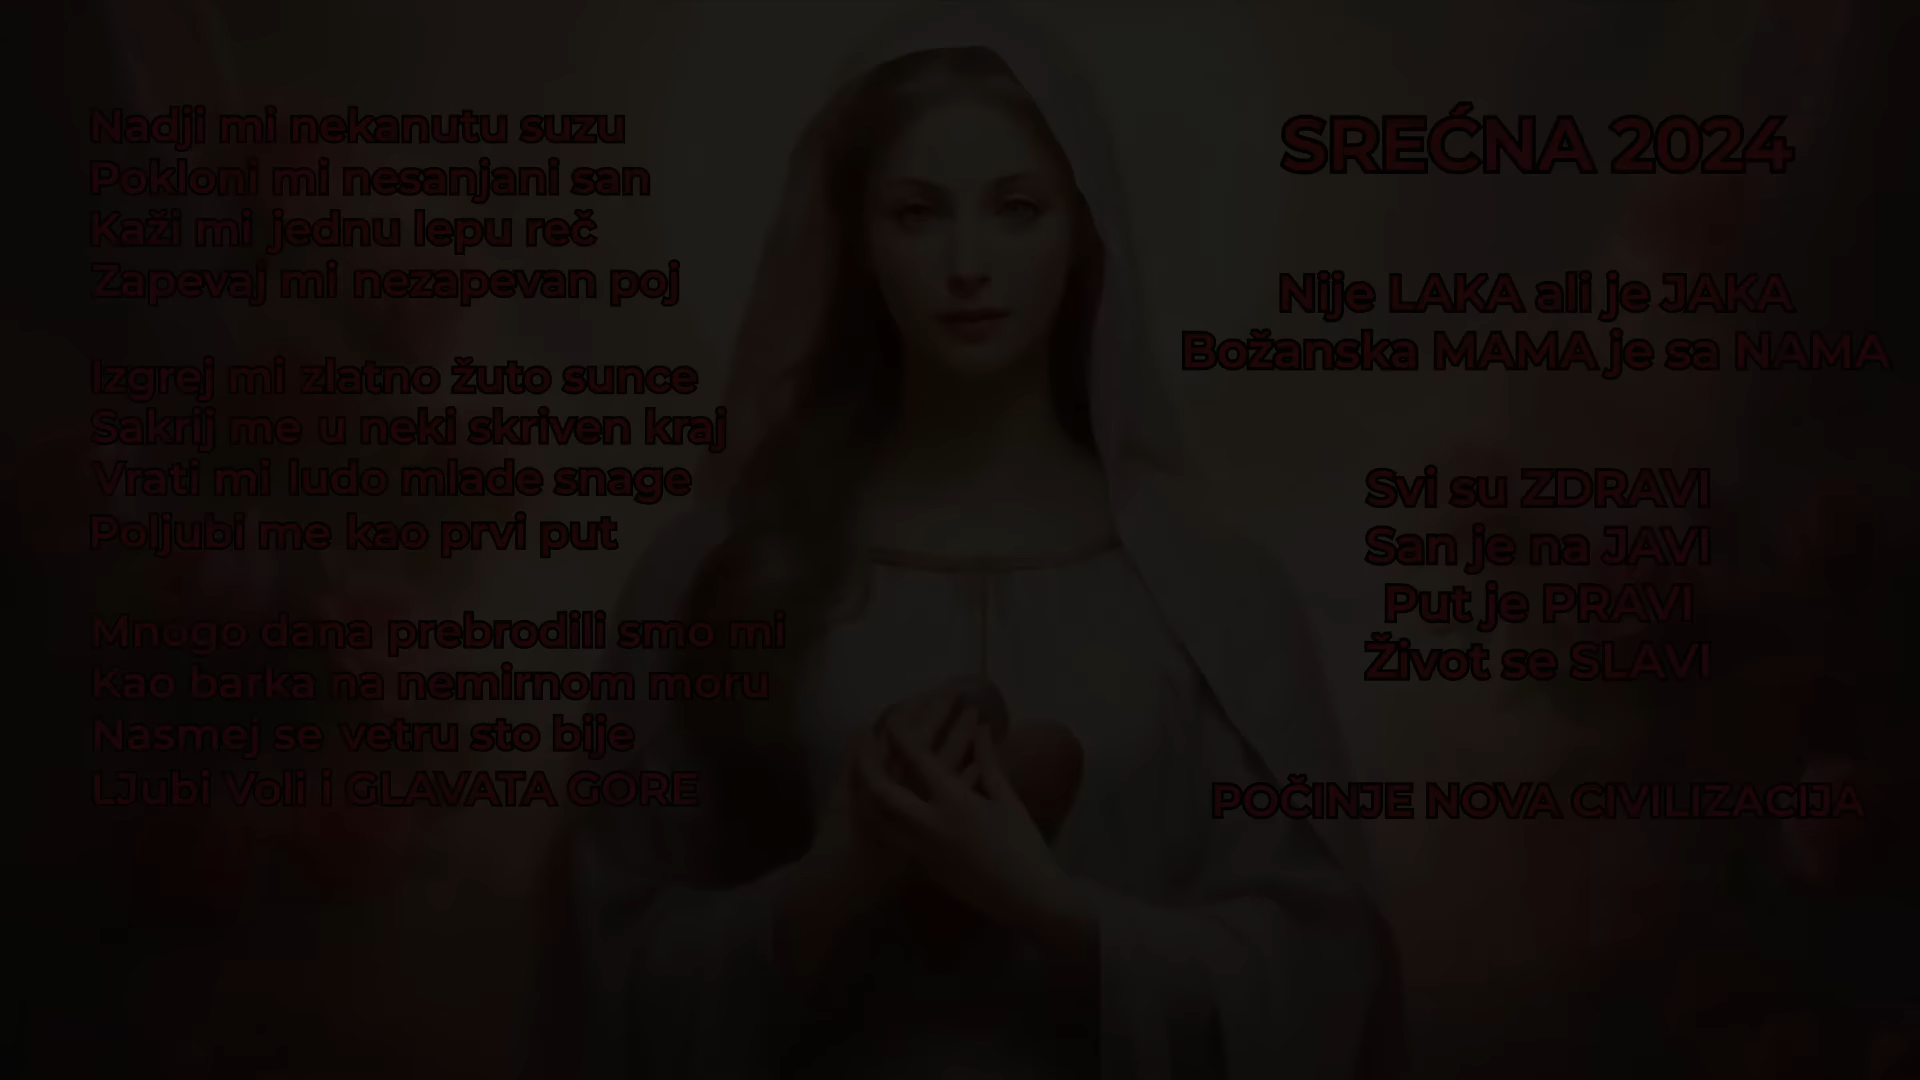 Nadji mi nekanutu suzu
Pokloni mi nesanjani san
Kaži mi jednu lepu reč
Zapevaj mi nezapevan poj
Izgrej mi zlatno žuto sunce
Sakrij me u neki skriven kraj
Vrati mi ludo mlade snage
Poljubi me kao prvi put
Mnogo dana prebrodili smo mi
Kao barka na nemirnom moru
Nasmej se vetru sto bije
LJubi Voli i GLAVATA GORE
SREĆNA 2024
Nije LAKA ali je JAKA
Božanska MAMA je sa NAMA
Svi su ZDRAVI
San je na JAVI
Put je PRAVI
Život se SLAVI
POČINJE NOVA CIVILIZACIJA